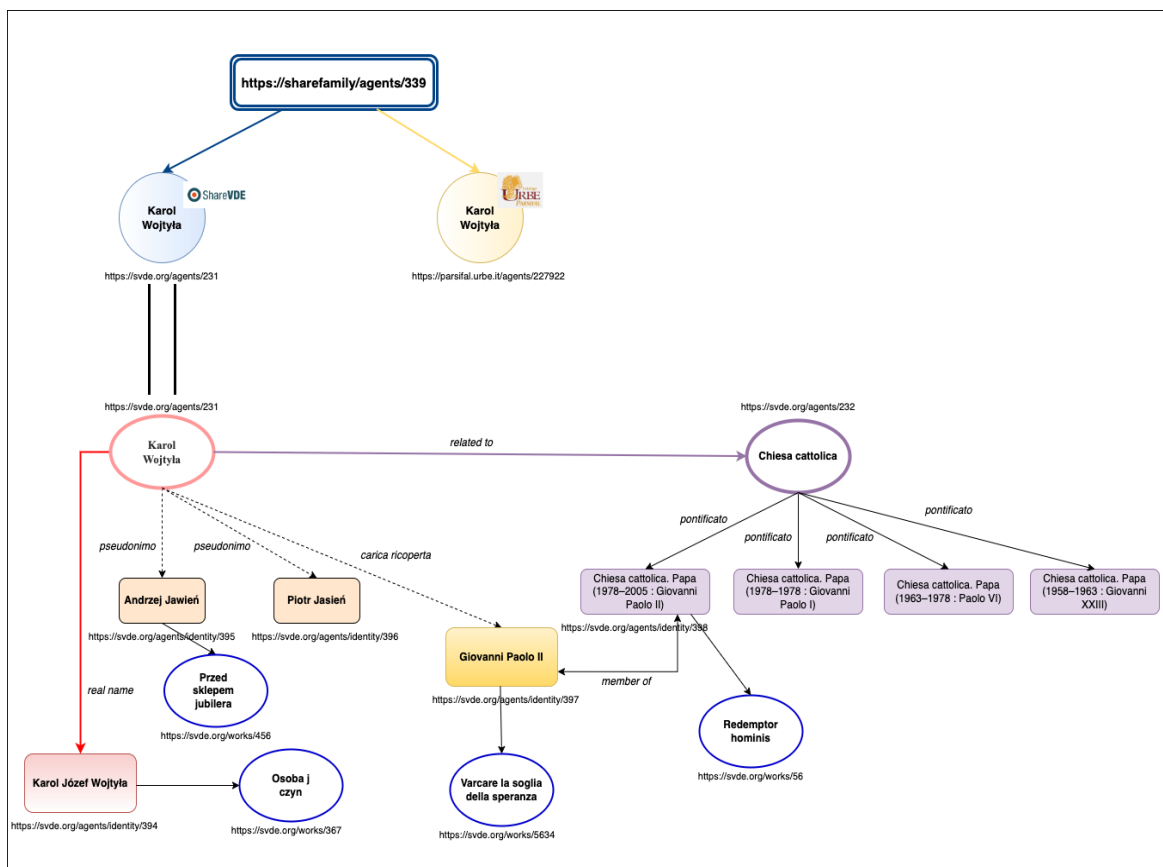 https://sharefamily/agents/339
ShareVDE
URBE
PARSIFAL
Karol
Wojtyła
Karol
Wojtyła
https://svde.org/agents/231
https://parsifal.urbe.it/agents/227922
https://svde.org/agents/231
https://svde.org/agents/232
Karol
Wojtyła
related to
Chiesa cattolica
pontificato
pontificato
pontificato
pontificato
pseudonimo
pseudonimo
carica ricoperta
Andrzej Jawień
Piotr Jasień
Chiesa cattolica. Papa
(1978–2005 : Giovanni
Paolo II)
Chiesa cattolica. Papa
(1978–1978 : Giovanni
Paolo I)
Chiesa cattolica. Papa
(1963–1978 : Paolo VI)
Chiesa cattolica. Papa
(1958–1963 : Giovanni
XXIII)
https://svde.org/agents/identity/395
https://svde.org/agents/identity/396
https://svde.org/agents/identity/398
Giovanni Paolo II
member of
https://svde.org/agents/identity/397
real name
Przed
sklepem
jubilera
https://svde.org/works/456
Redemptor
hominis
https://svde.org/works/56
Karol Józef Wojtyła
https://svde.org/agents/identity/394
Osoba j
czyn
https://svde.org/works/367
Varcare la soglia
della speranza
https://svde.org/works/5634